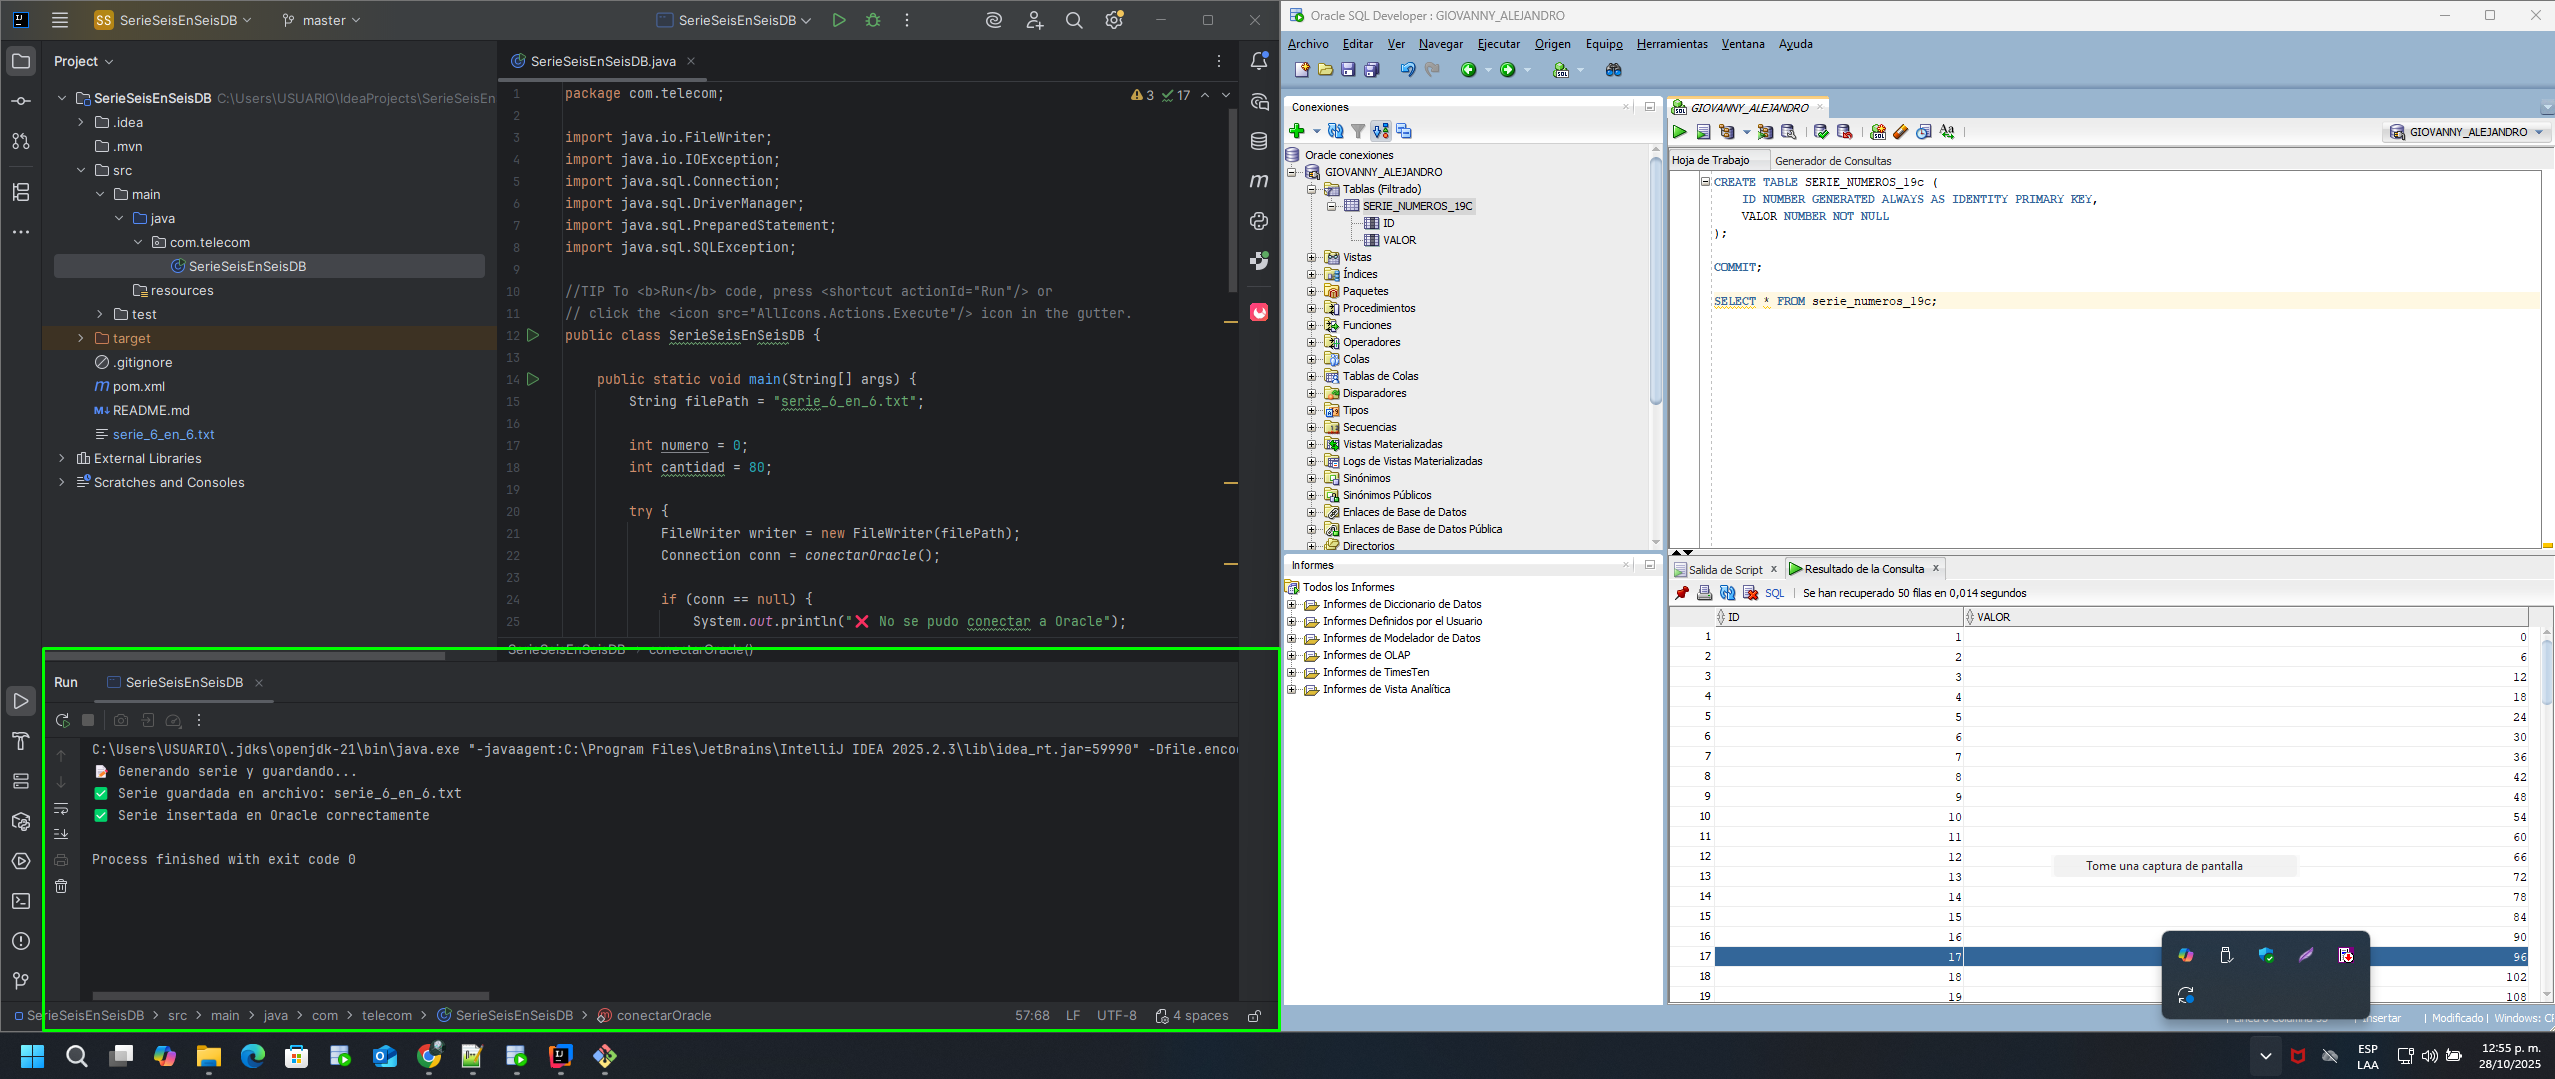 SS SerieSeisEnSeisDB master SerieSeisEnSeisDB
Project
SerieSeisEnSeisDB C:\Users\USUARIO\IdeaProjects\SerieSeisEn
.idea
.mvn
src
main
java
com.telecom
SerieSeisEnSeisDB
resources
test
target
.gitignore
pom.xml
README.md
serie_6_en_6.txt
External Libraries
Scratches and Consoles
SerieSeisEnSeisDB.java
3 17
1 package com.telecom;
2
3 import java.io.FileWriter;
4 import java.io.IOException;
5 import java.sql.Connection;
6 import java.sql.DriverManager;
7 import java.sql.PreparedStatement;
8 import java.sql.SQLException;
9
10 //TIP To <b>Run</b> code, press <shortcut actionId="Run"/> or
11 // click the <icon src="AllIcons.Actions.Execute"/> icon in the gutter.
12 public class SerieSeisEnSeisDB {
13
14 public static void main(String[] args) {
15 String filePath = "serie_6_en_6.txt";
16
17 int numero = 0;
18 int cantidad = 80;
19
20 try {
21 FileWriter writer = new FileWriter(filePath);
22 Connection conn = conectarOracle();
23
24 if (conn == null) {
25 System.out.println("❌ No se pudo conectar a Oracle");
SerieSeisEnSeisDB > conectarOracle()
Run SerieSeisEnSeisDB
C:\Users\USUARIO\.jdks\openjdk-21\bin\java.exe "-javaagent:C:\Program Files\JetBrains\IntelliJ IDEA 2025.2.3\lib\idea_rt.jar=59990" -Dfile.enco
📝 Generando serie y guardando...
✅ Serie guardada en archivo: serie_6_en_6.txt
✅ Serie insertada en Oracle correctamente
Process finished with exit code 0
SerieSeisEnSeisDB > src > main > java > com > telecom > SerieSeisEnSeisDB > conectarOracle 57:68 LF UTF-8 4 spaces
Oracle SQL Developer : GIOVANNY_ALEJANDRO
Archivo Editar Ver Navegar Ejecutar Origen Equipo Herramientas Ventana Ayuda
Conexiones
Oracle conexiones
GIOVANNY_ALEJANDRO
Tablas (Filtrado)
SERIE_NUMEROS_19C
ID
VALOR
Vistas
Índices
Paquetes
Procedimientos
Funciones
Operadores
Colas
Tablas de Colas
Disparadores
Tipos
Secuencias
Vistas Materializadas
Logs de Vistas Materializadas
Sinónimos
Sinónimos Públicos
Enlaces de Base de Datos
Enlaces de Base de Datos Pública
Directorios
Informes
Todos los Informes
Informes de Diccionario de Datos
Informes Definidos por el Usuario
Informes de Modelador de Datos
Informes de OLAP
Informes de TimesTen
Informes de Vista Analítica
GIOVANNY_ALEJANDRO
GIOVANNY_ALEJANDRO
Hoja de Trabajo Generador de Consultas
CREATE TABLE SERIE_NUMEROS_19c (
ID NUMBER GENERATED ALWAYS AS IDENTITY PRIMARY KEY,
VALOR NUMBER NOT NULL
);
COMMIT;
SELECT * FROM serie_numeros_19c;
Salida de Script Resultado de la Consulta
SQL Se han recuperado 50 filas en 0,014 segundos
ID VALOR
1 1 0
2 2 6
3 3 12
4 4 18
5 5 24
6 6 30
7 7 36
8 8 42
9 9 48
10 10 54
11 11 60
12 12 66
13 13 72
14 14 78
15 15 84
16 16 90
17 17 96
18 18 102
19 19 108
Tome una captura de pantalla
Insertar | Modificado | Windows: CF
ESP
LAA
12:55 p. m.
28/10/2025